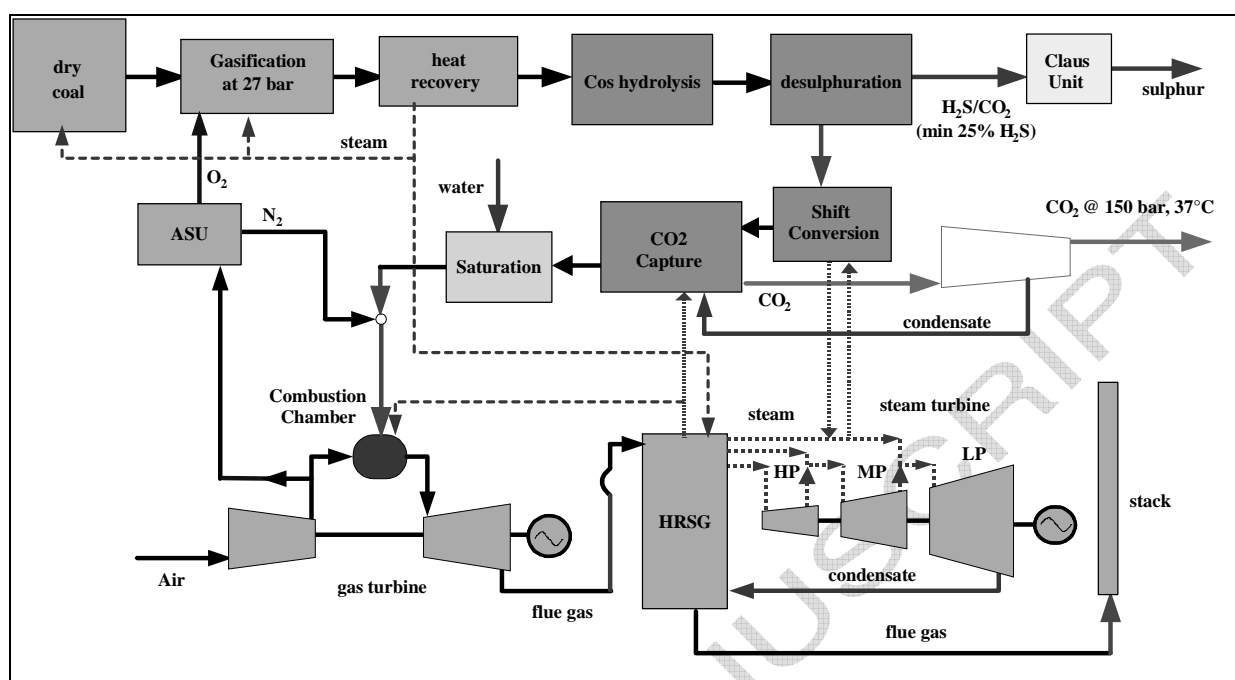 dry
coal
Gasification
at 27 bar
heat
recovery
Cos hydrolysis
desulphuration
Claus
Unit
sulphur
H₂S/CO₂
(min 25% H₂S)
steam
O₂
water
N₂
ASU
Saturation
CO2
Capture
Shift
Conversion
CO₂ @ 150 bar, 37°C
CO₂
condensate
Combustion
Chamber
steam
steam turbine
HP
MP
LP
HRSG
stack
Air
gas turbine
flue gas
condensate
flue gas
USCRIPT